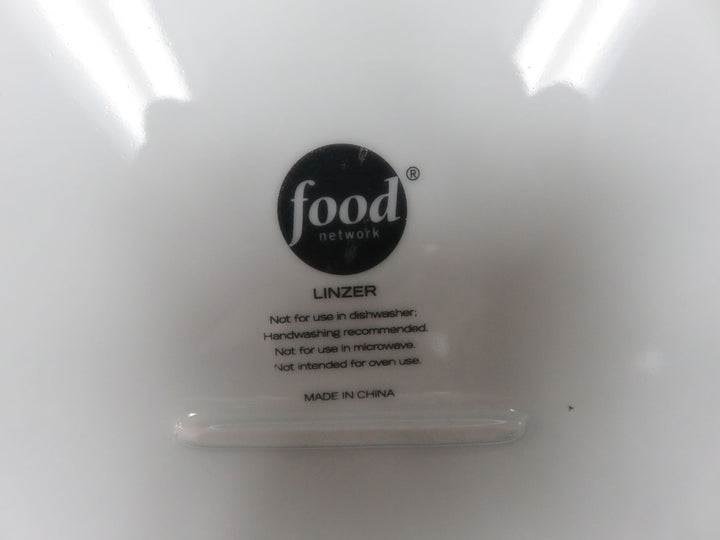 food®
network
LINZER
Not for use in dishwasher;
Handwashing recommended.
Not for use in microwave.
Not intended for oven use.
MADE IN CHINA